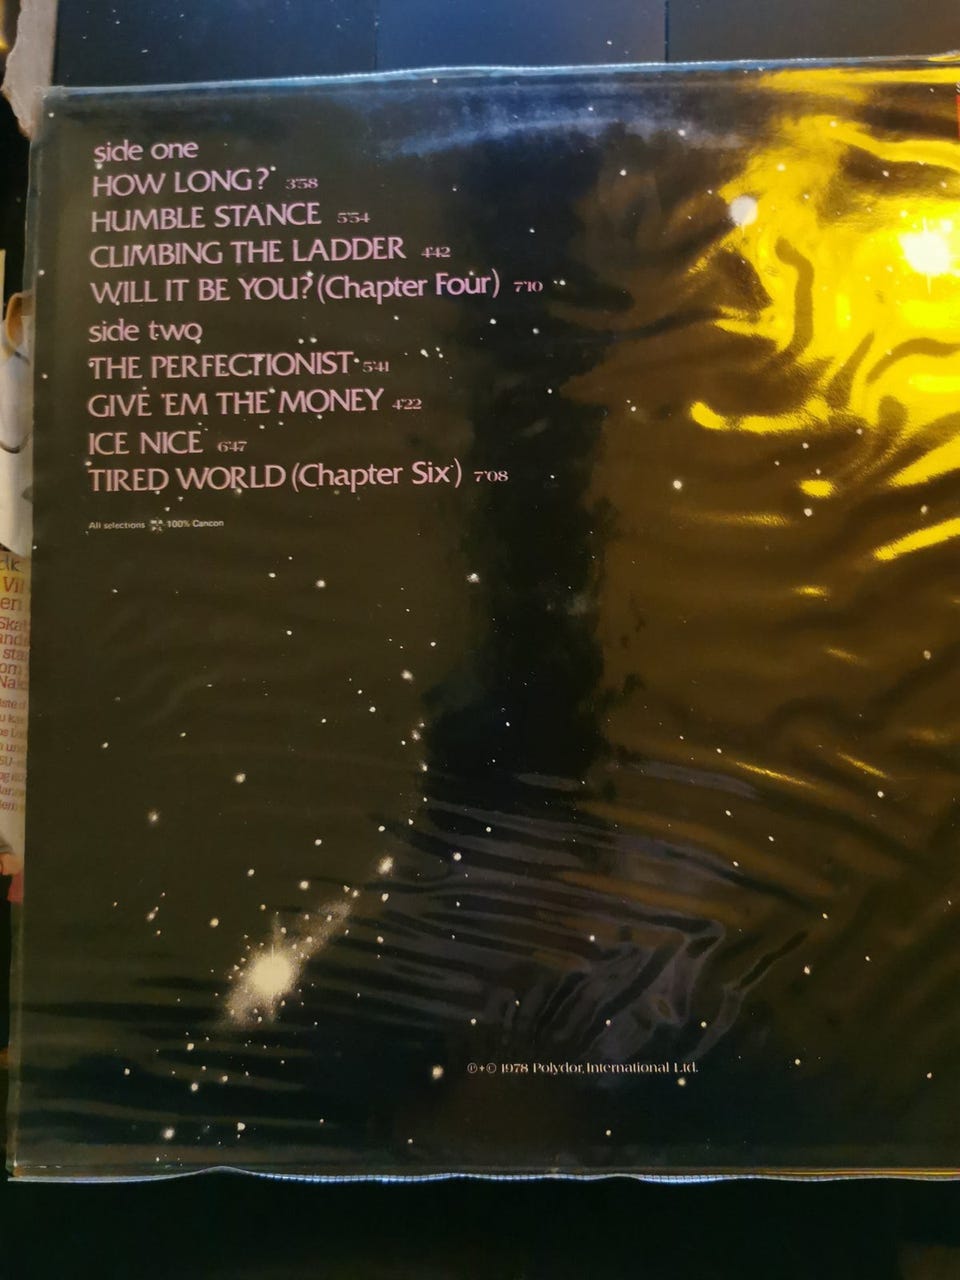 side one
HOW LONG? 3'58
HUMBLE STANCE 5'54
CLIMBING THE LADDER 4'42
WILL IT BE YOU? (Chapter Four) 7'10
side two
THE PERFECTIONIST 5'41
GIVE 'EM THE MONEY 4'22
ICE NICE 6'47
TIRED WORLD (Chapter Six) 7'08
All selections MAPL 100% Cancon
℗+© 1978 Polydor, International Ltd.